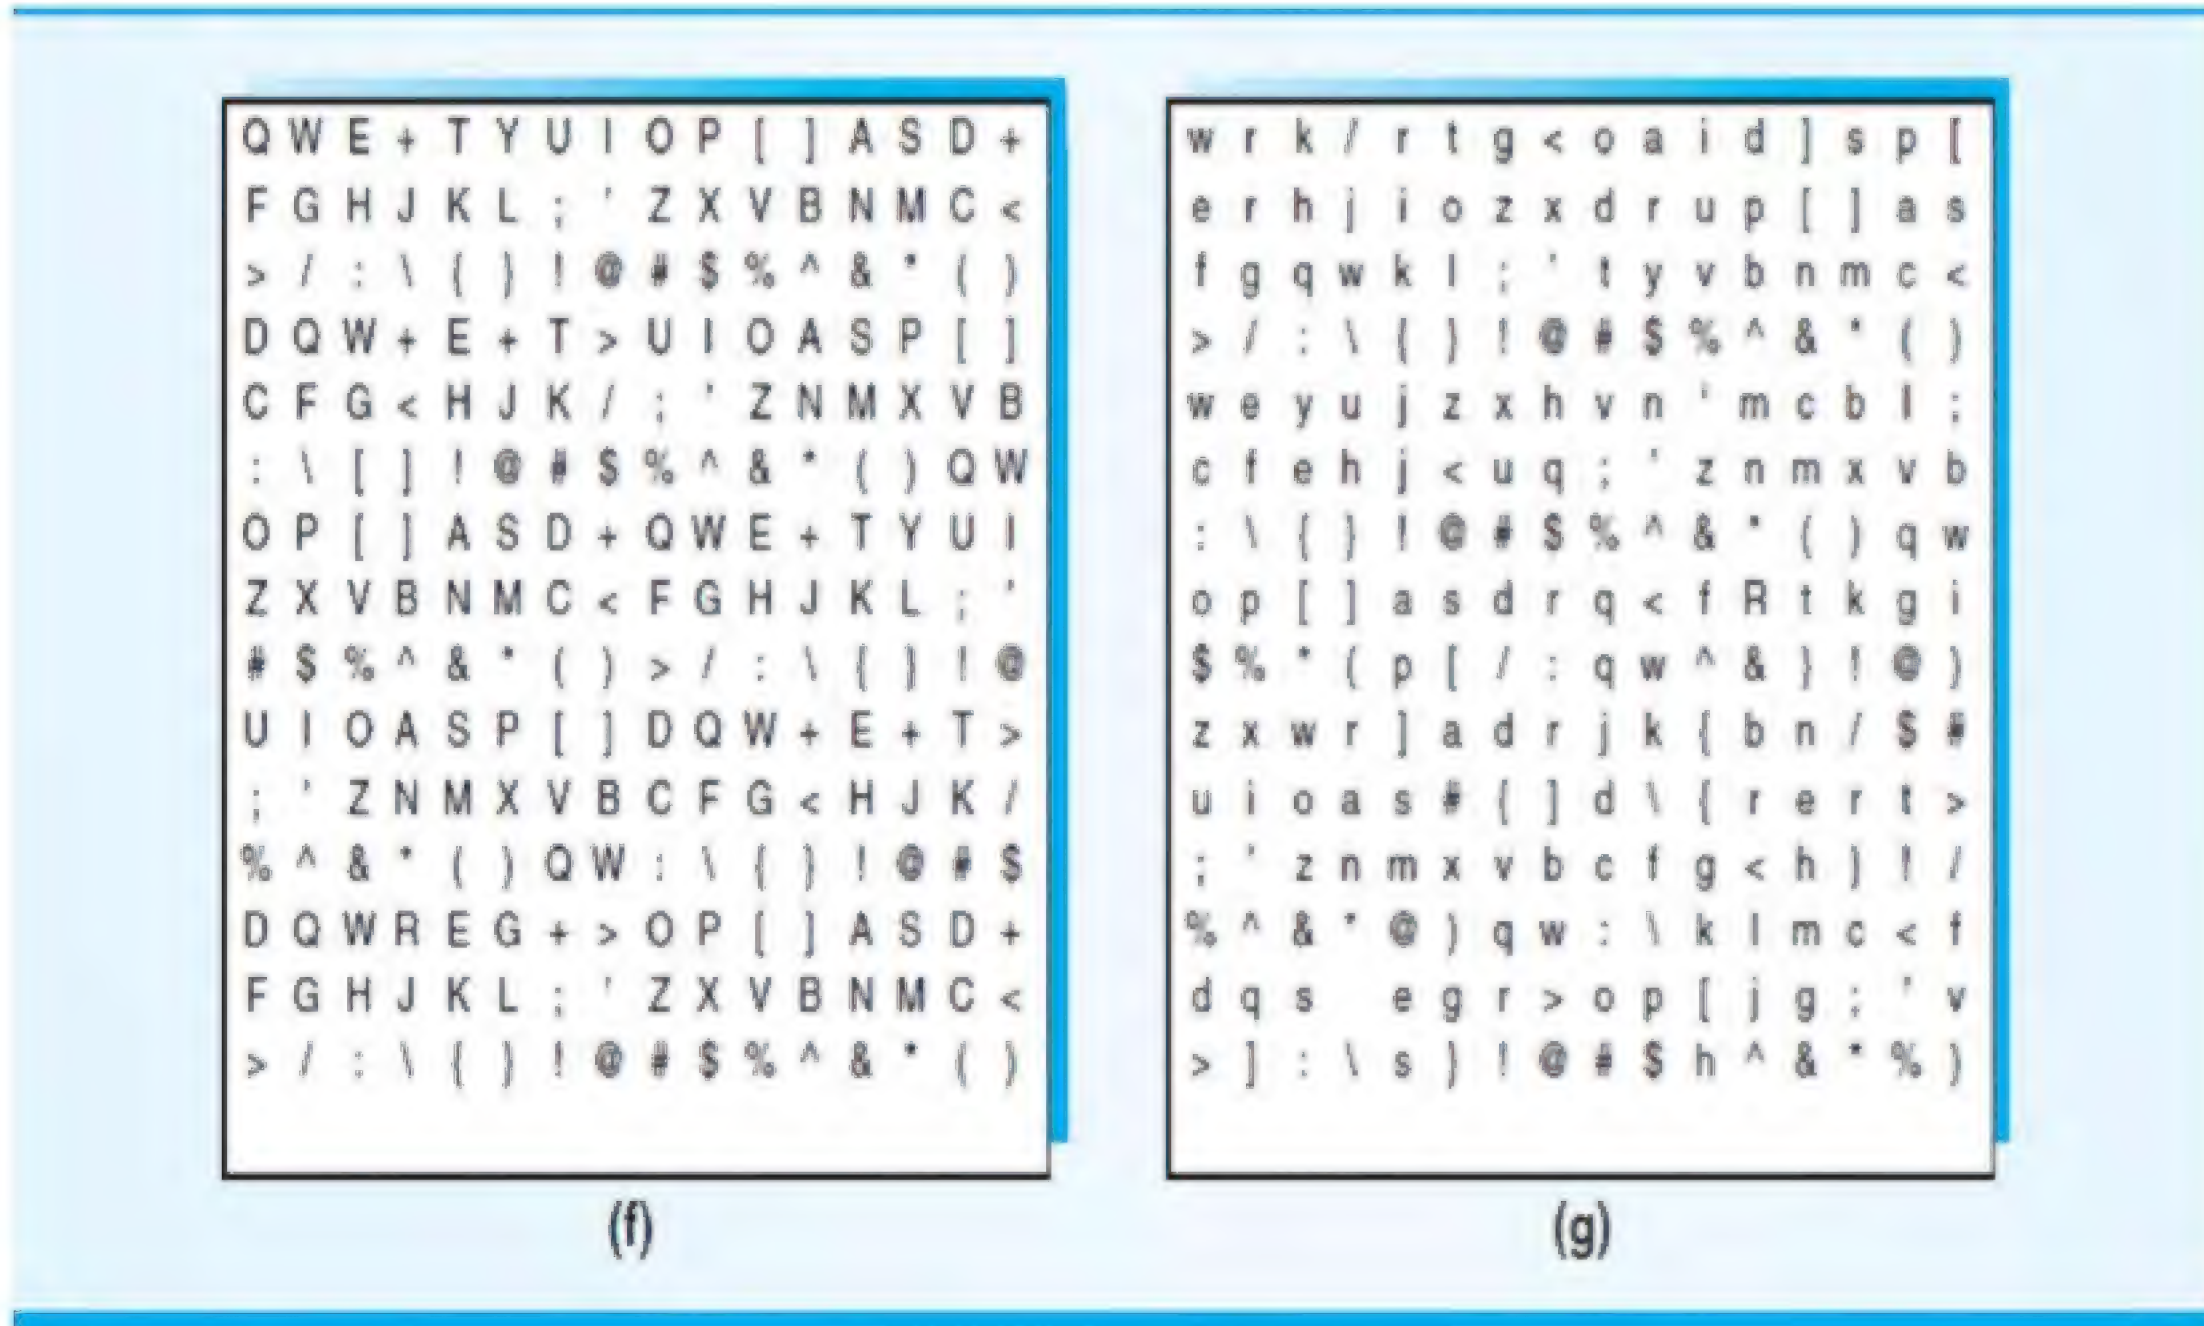 Q W E + T Y U I O P [ ] A S D +
F G H J K L ; ' Z X V B N M C <
> / : \ { } ! @ # $ % ^ & * ( )
D Q W + E + T > U I O A S P [ ]
C F G < H J K / ; ' Z N M X V B
: \ [ ] ! @ # $ % ^ & * ( ) Q W
O P [ ] A S D + Q W E + T Y U I
Z X V B N M C < F G H J K L ; '
# $ % ^ & * ( ) > / : \ { } ! @
U I O A S P [ ] D Q W + E + T >
; ' Z N M X V B C F G < H J K /
% ^ & * ( ) Q W : \ { } ! @ # $
D Q W R E G + > O P [ ] A S D +
F G H J K L ; ' Z X V B N M C <
> / : \ { } ! @ # $ % ^ & * ( )
(f)
w r k / r t g < o a i d ] s p [
e r h j i o z x d r u p [ ] a s
f g q w k l ; ' t y v b n m c <
> / : \ { } ! @ # $ % ^ & * ( )
w e y u j z x h v n ' m c b l ;
c f e h j < u q ; ' z n m x v b
: \ { } ! @ # $ % ^ & * ( ) q w
o p [ ] a s d r q < f R t k g i
$ % * ( p [ / : q w ^ & } ! @ )
z x w r ] a d r j k { b n / $ #
u i o a s # { ] d \ { r e r t >
; ' z n m x v b c f g < h } ! /
% ^ & * @ ) q w : \ k l m c < f
d q s e g r > o p [ j g ; ' v
> ] : \ s } ! @ # $ h ^ & * % )
(g)